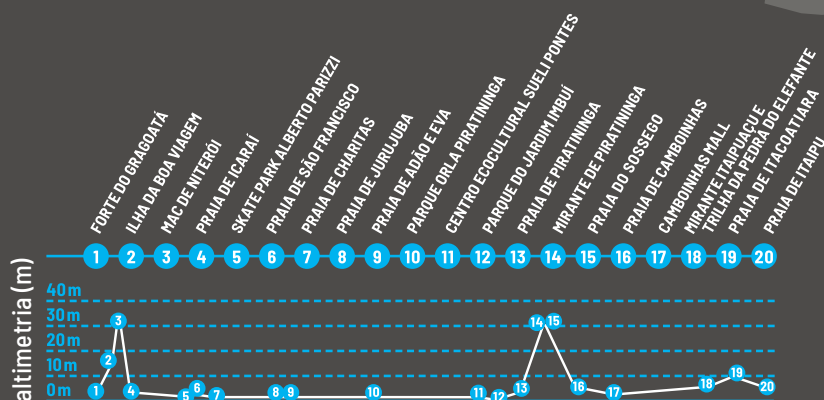 FORTE DO GRAGOATÁ
ILHA DA BOA VIAGEM
MAC DE NITERÓI
PRAIA DE ICARAÍ
SKATE PARK ALBERTO PARIZZI
PRAIA DE SÃO FRANCISCO
PRAIA DE CHARITAS
PRAIA DE JURUJUBA
PRAIA DE ADÃO E EVA
PARQUE ORLA PIRATININGA
CENTRO ECOCULTURAL SUELI PONTES
PARQUE DO JARDIM IMBUÍ
PRAIA DE PIRATININGA
MIRANTE DE PIRATININGA
PRAIA DO SOSSEGO
PRAIA DE CAMBOINHAS
CAMBOINHAS MALL
MIRANTE ITAIPUAÇU E
TRILHA DA PEDRA DO ELEFANTE
PRAIA DE ITACOATIARA
PRAIA DE ITAIPU
1 2 3 4 5 6 7 8 9 10 11 12 13 14 15 16 17 18 19 20
altimetria (m)
40m
30m
20m
10m
0m
1 2 3 4 5 6 7 8 9 10 11 12 13 14 15 16 17 18 19 20